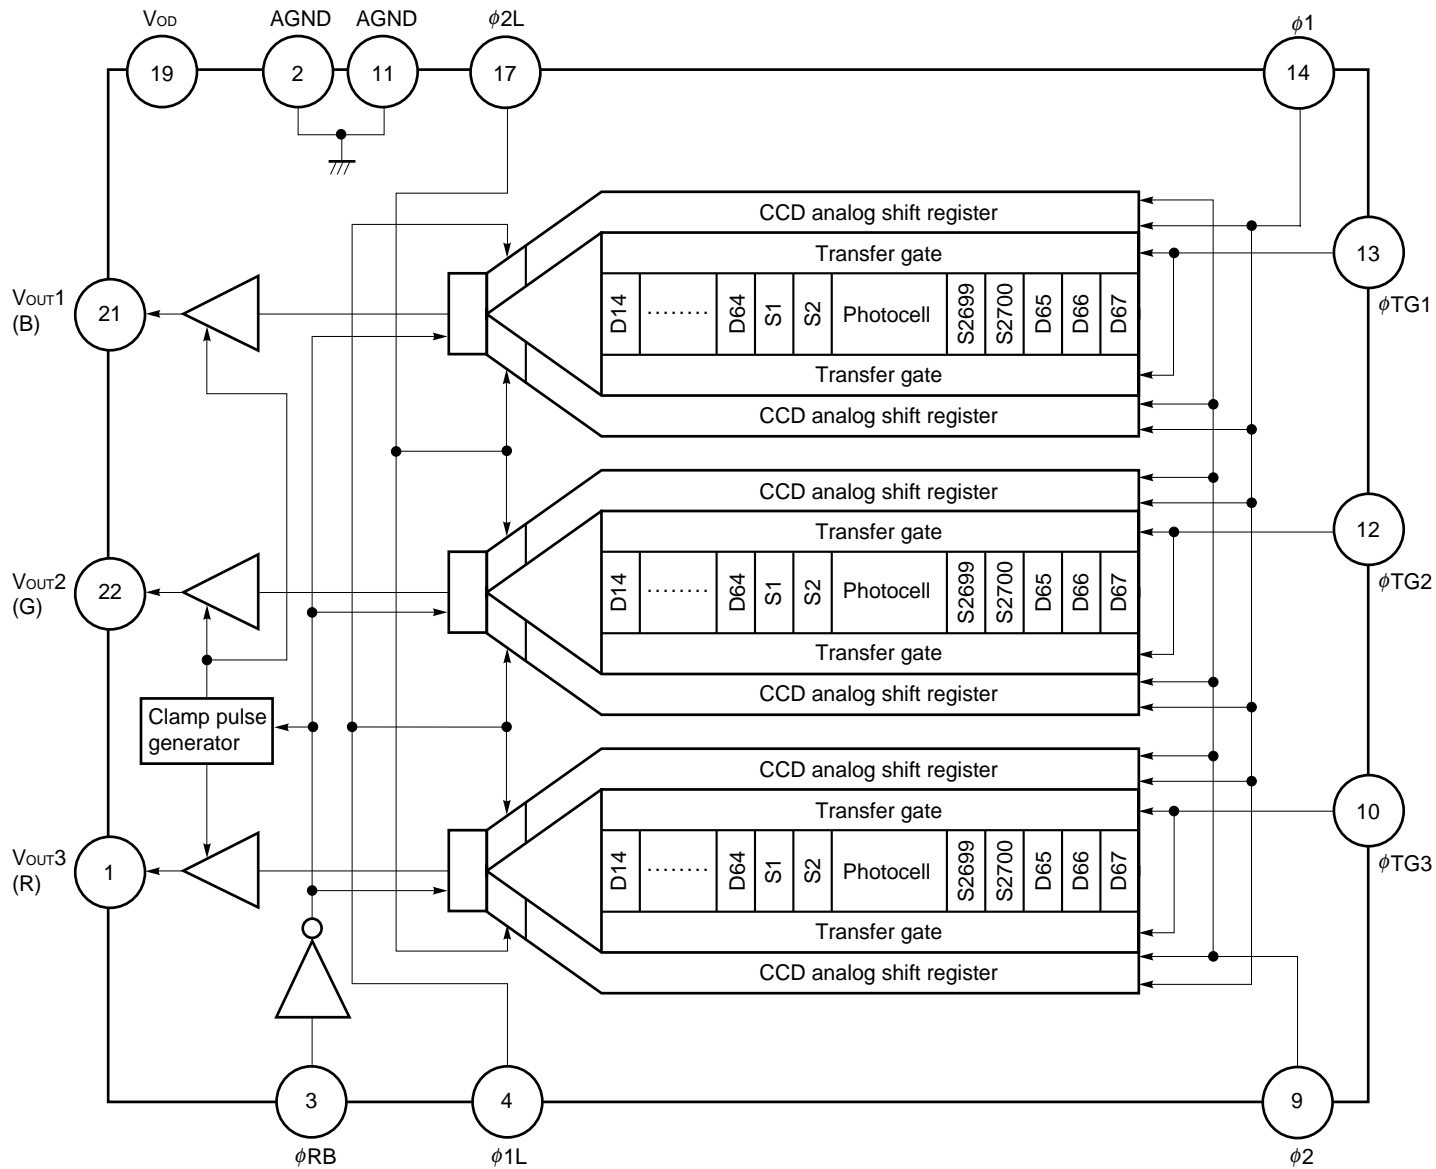 VOD
AGND
AGND
ϕ2L
ϕ1
19
2
11
17
14
CCD analog shift register
Transfer gate
13
ϕTG1
VOUT1
(B)
21
D14
........
D64
S1
S2
Photocell
S2699
S2700
D65
D66
D67
Transfer gate
CCD analog shift register
CCD analog shift register
Transfer gate
12
ϕTG2
VOUT2
(G)
22
D14
........
D64
S1
S2
Photocell
S2699
S2700
D65
D66
D67
Transfer gate
CCD analog shift register
Clamp pulse
generator
CCD analog shift register
Transfer gate
10
ϕTG3
VOUT3
(R)
1
D14
........
D64
S1
S2
Photocell
S2699
S2700
D65
D66
D67
Transfer gate
CCD analog shift register
3
4
9
ϕRB
ϕ1L
ϕ2